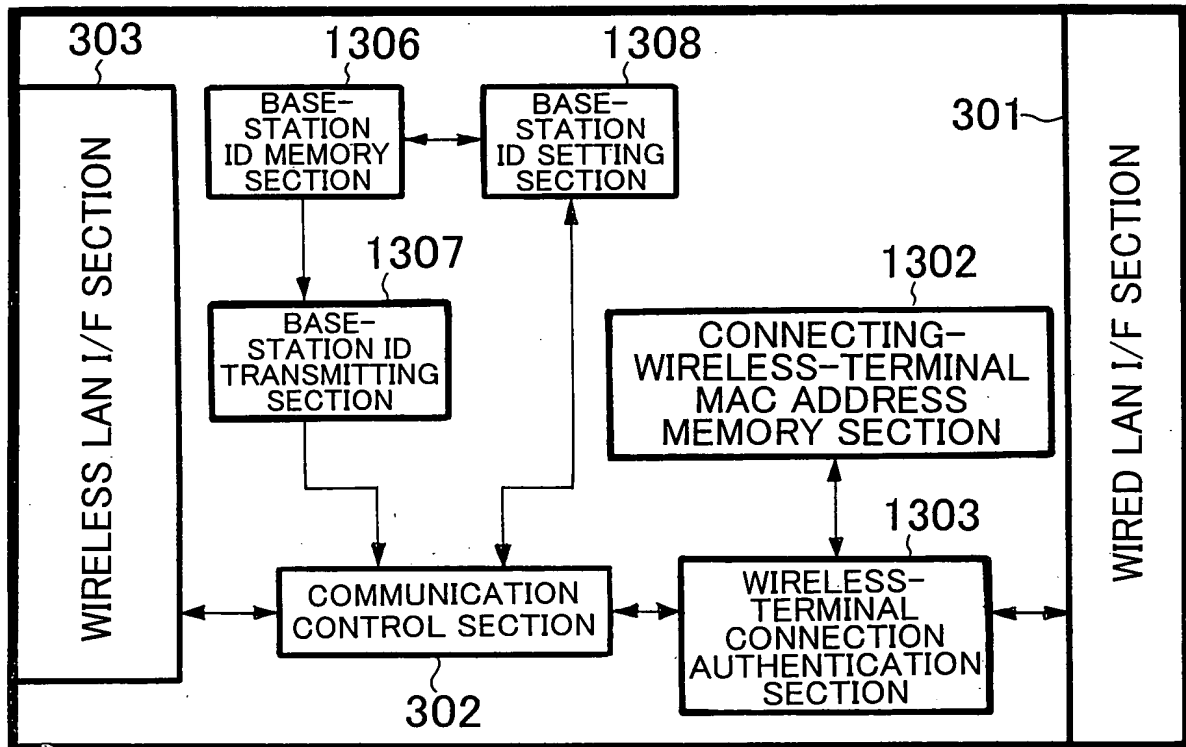 303
1306
1308
BASE-
STATION
ID MEMORY
SECTION
BASE-
STATION
ID SETTING
SECTION
301
WIRELESS LAN I/F SECTION
WIRED LAN I/F SECTION
1307
BASE-
STATION ID
TRANSMITTING
SECTION
1302
CONNECTING-
WIRELESS-TERMINAL
MAC ADDRESS
MEMORY SECTION
1303
COMMUNICATION
CONTROL SECTION
302
WIRELESS-
TERMINAL
CONNECTION
AUTHENTICATION
SECTION